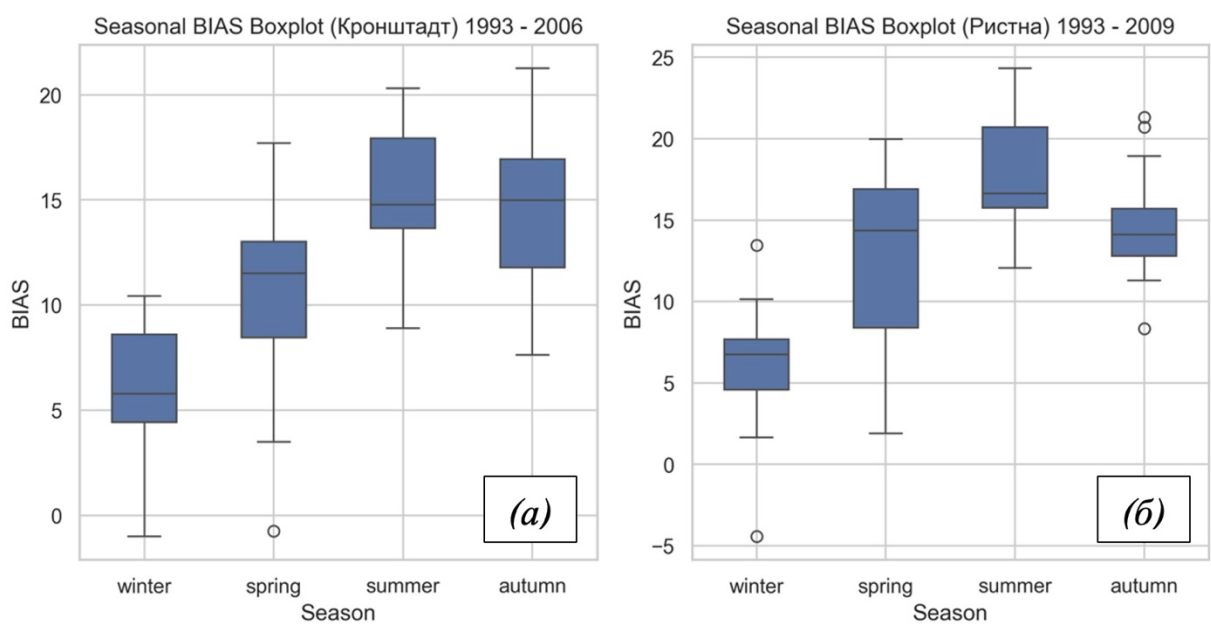 Seasonal BIAS Boxplot (Кронштадт) 1993 - 2006
BIAS
20
15
10
5
0
winter spring summer autumn
Season
(а)
Seasonal BIAS Boxplot (Ристна) 1993 - 2009
BIAS
25
20
15
10
5
0
−5
winter spring summer autumn
Season
(б)